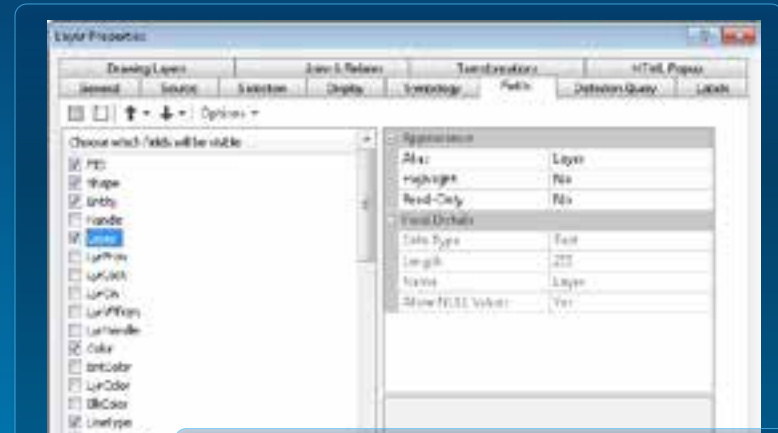 Layer Properties
Drawing Layers Joins & Relates Transformations HTML Popup
General Source Selection Display Symbology Fields Definition Query Labels
Options
Choose which fields will be visible
FID
Shape
Entity
Handle
Layer
LyrFrzn
LyrLock
LyrOn
LyrVPFrzn
LyrHandle
Color
EntColor
LyrColor
BlkColor
Linetype
Appearance
Alias Layer
Highlight No
Read-Only No
Field Details
Data Type Text
Length 255
Name Layer
Allow NULL Values Yes